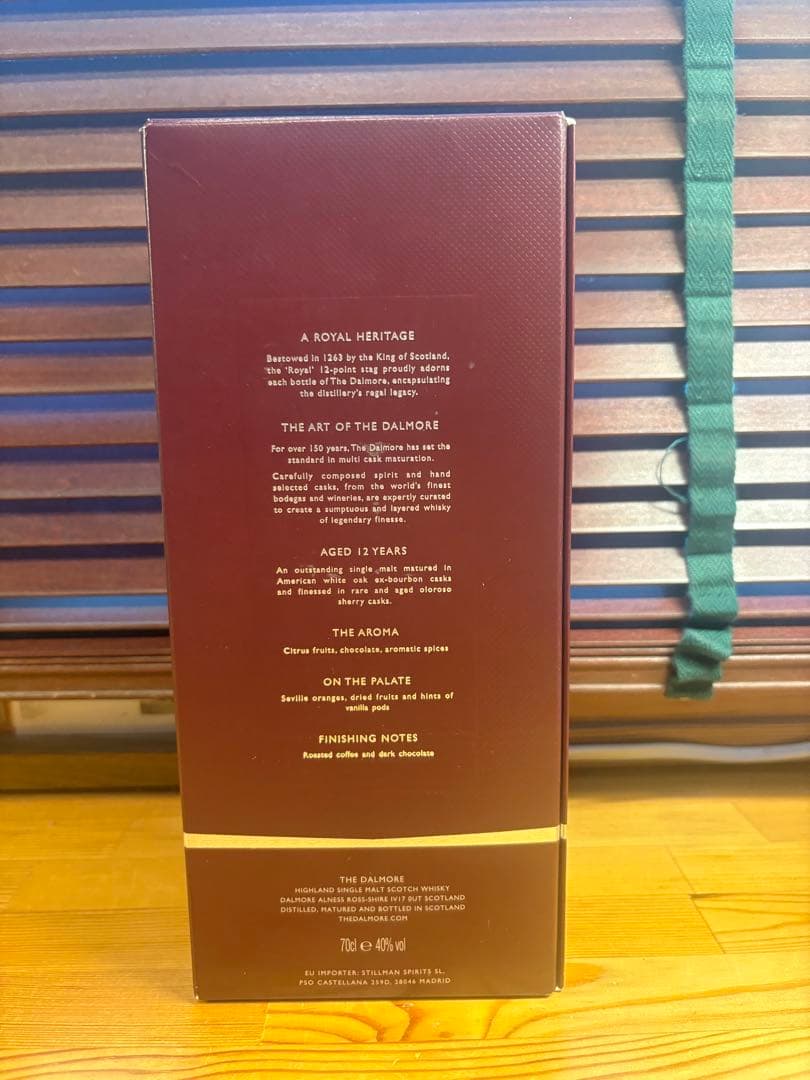 A ROYAL HERITAGE
Bestowed in 1263 by the King of Scotland,
the 'Royal' 12-point stag proudly adorns
each bottle of The Dalmore, encapsulating
the distillery's regal legacy.
THE ART OF THE DALMORE
For over 150 years, The Dalmore has set the
standard in multi cask maturation.
Carefully composed spirit and hand
selected casks, from the world's finest
bodegas and wineries, are expertly curated
to create a sumptuous and layered whisky
of legendary finesse.
AGED 12 YEARS
An outstanding single malt matured in
American white oak ex-bourbon casks
and finessed in rare and aged oloroso
sherry casks.
THE AROMA
Citrus fruits, chocolate, aromatic spices
ON THE PALATE
Seville oranges, dried fruits and hints of
vanilla pods
FINISHING NOTES
Roasted coffee and dark chocolate
THE DALMORE
HIGHLAND SINGLE MALT SCOTCH WHISKY
DALMORE ALNESS ROSS-SHIRE IV17 0UT SCOTLAND
DISTILLED, MATURED AND BOTTLED IN SCOTLAND
THEDALMORE.COM
70cl e 40% vol
EU IMPORTER: STILLMAN SPIRITS SL.
PSO CASTELLANA 259D, 28046 MADRID